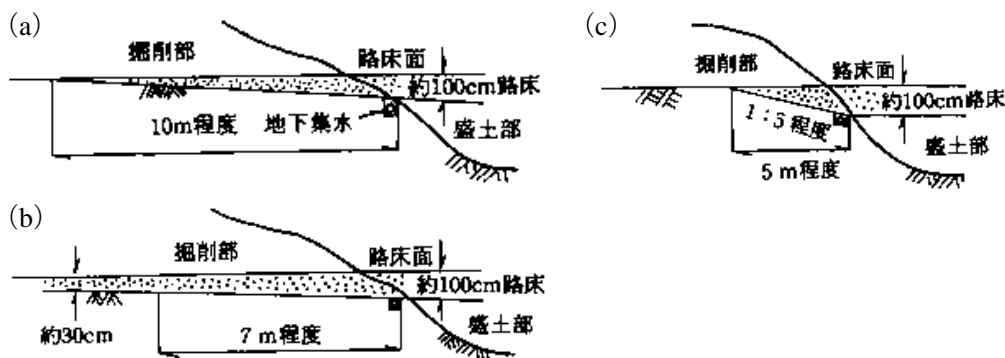 (a)
掘削部
路床面
約100cm路床
10m程度
地下集水
盛土部
(b)
掘削部
路床面
約100cm路床
約30cm
7m程度
盛土部
(c)
掘削部
路床面
約100cm路床
1:5程度
盛土部
5m程度